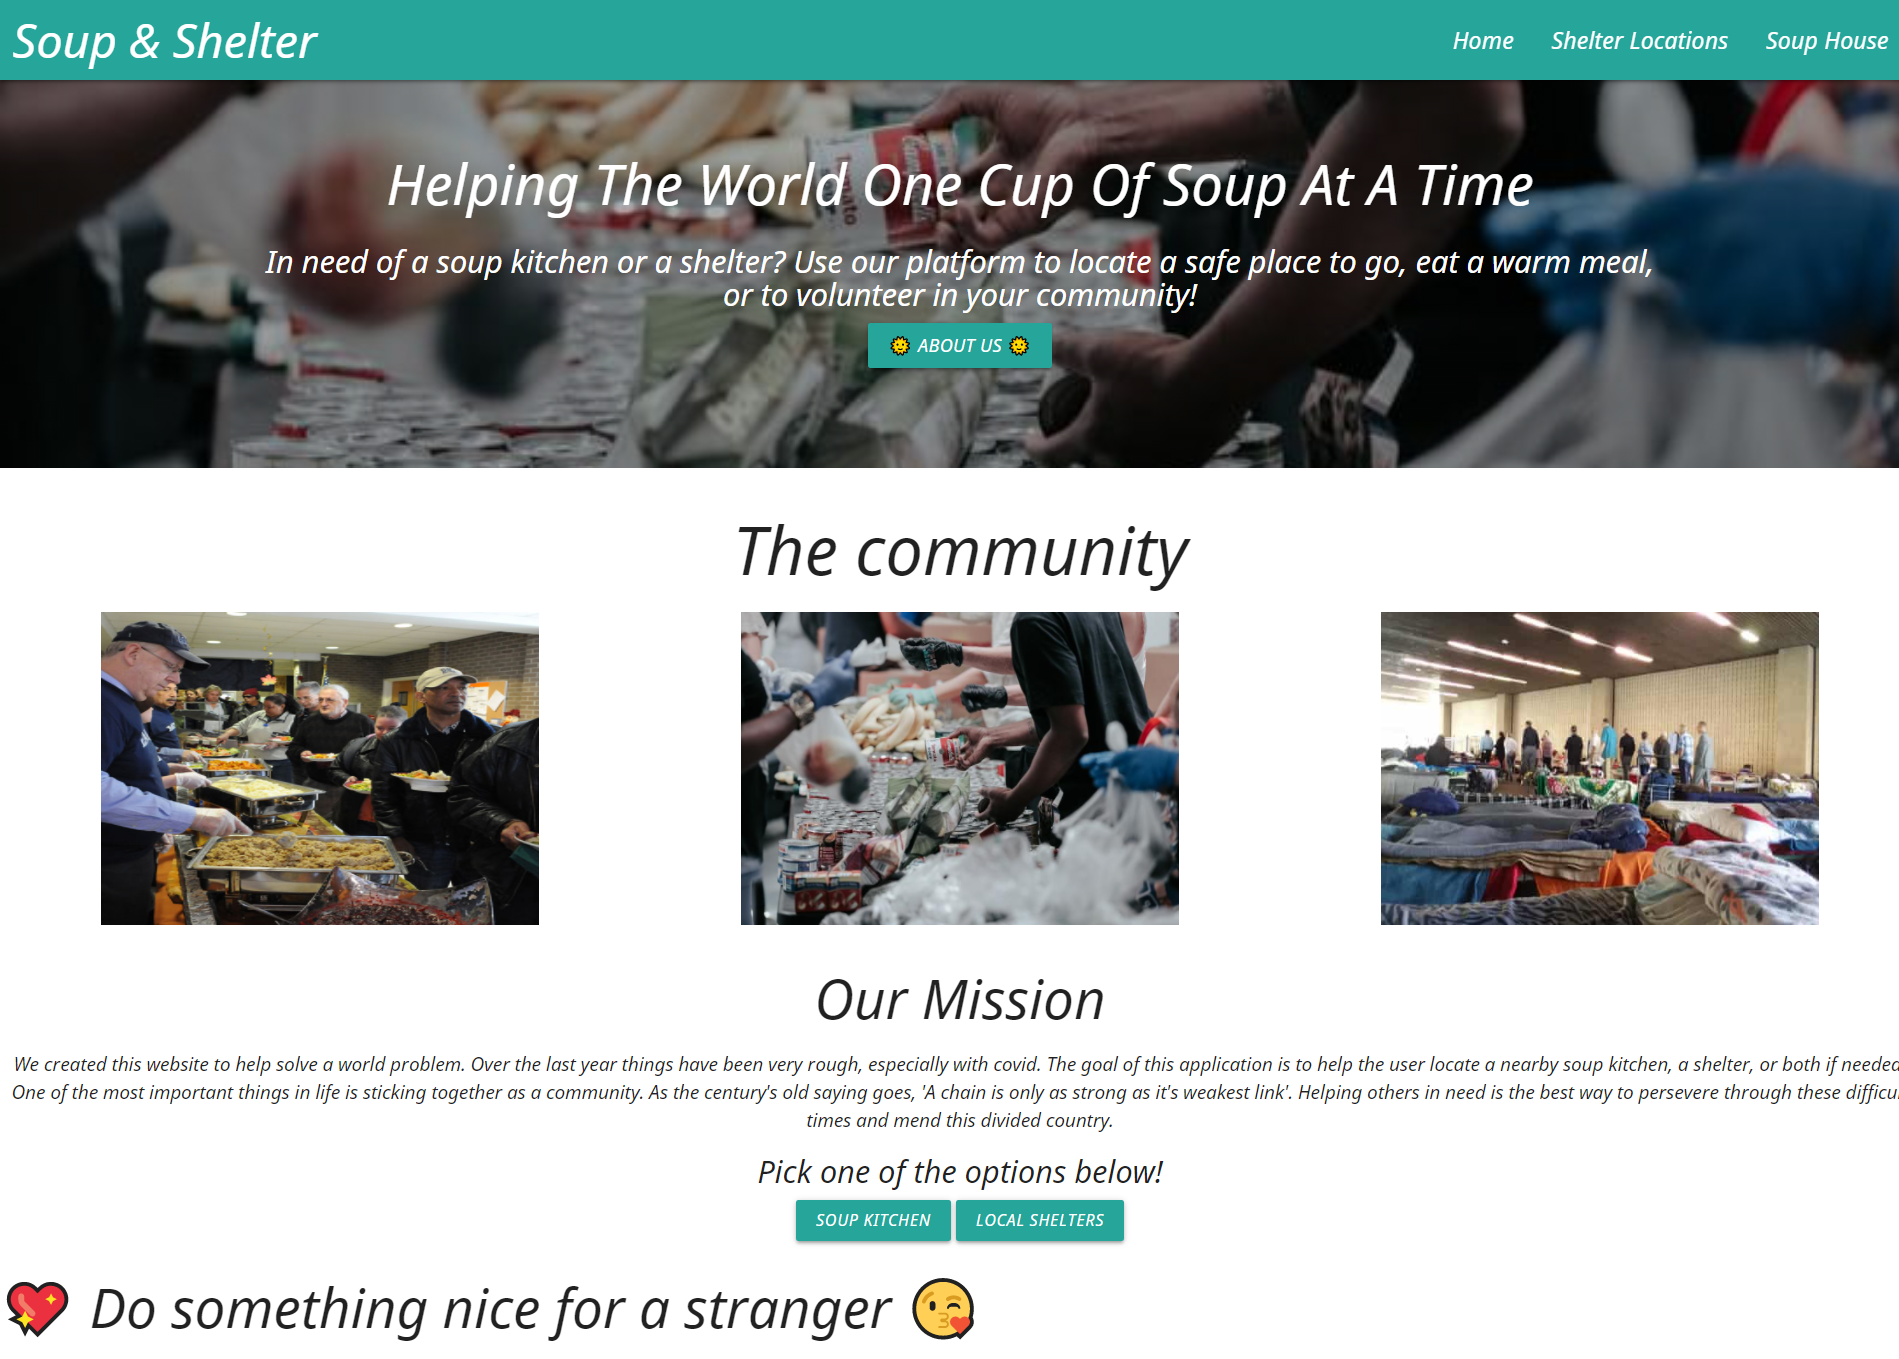 Soup & Shelter
Home Shelter Locations Soup House
Helping The World One Cup Of Soup At A Time
In need of a soup kitchen or a shelter? Use our platform to locate a safe place to go, eat a warm meal,
or to volunteer in your community!
🌞 ABOUT US 🌞
The community
Our Mission
We created this website to help solve a world problem. Over the last year things have been very rough, especially with covid. The goal of this application is to help the user locate a nearby soup kitchen, a shelter, or both if needed
One of the most important things in life is sticking together as a community. As the century's old saying goes, 'A chain is only as strong as it's weakest link'. Helping others in need is the best way to persevere through these difficu
times and mend this divided country.
Pick one of the options below!
SOUP KITCHEN LOCAL SHELTERS
💖 Do something nice for a stranger 😘